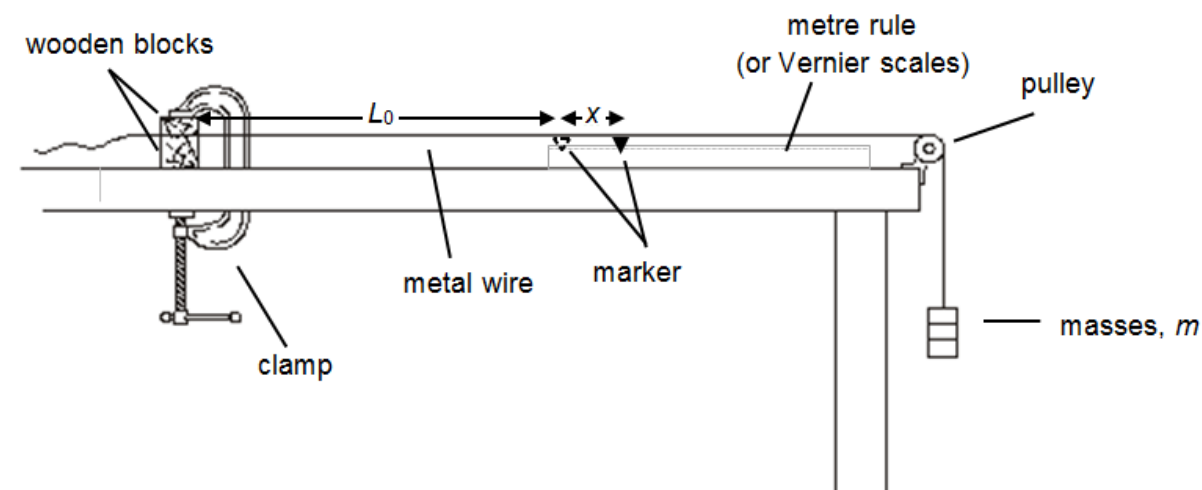 wooden blocks
metre rule
(or Vernier scales)
pulley
L0
x
metal wire
marker
masses, m
clamp